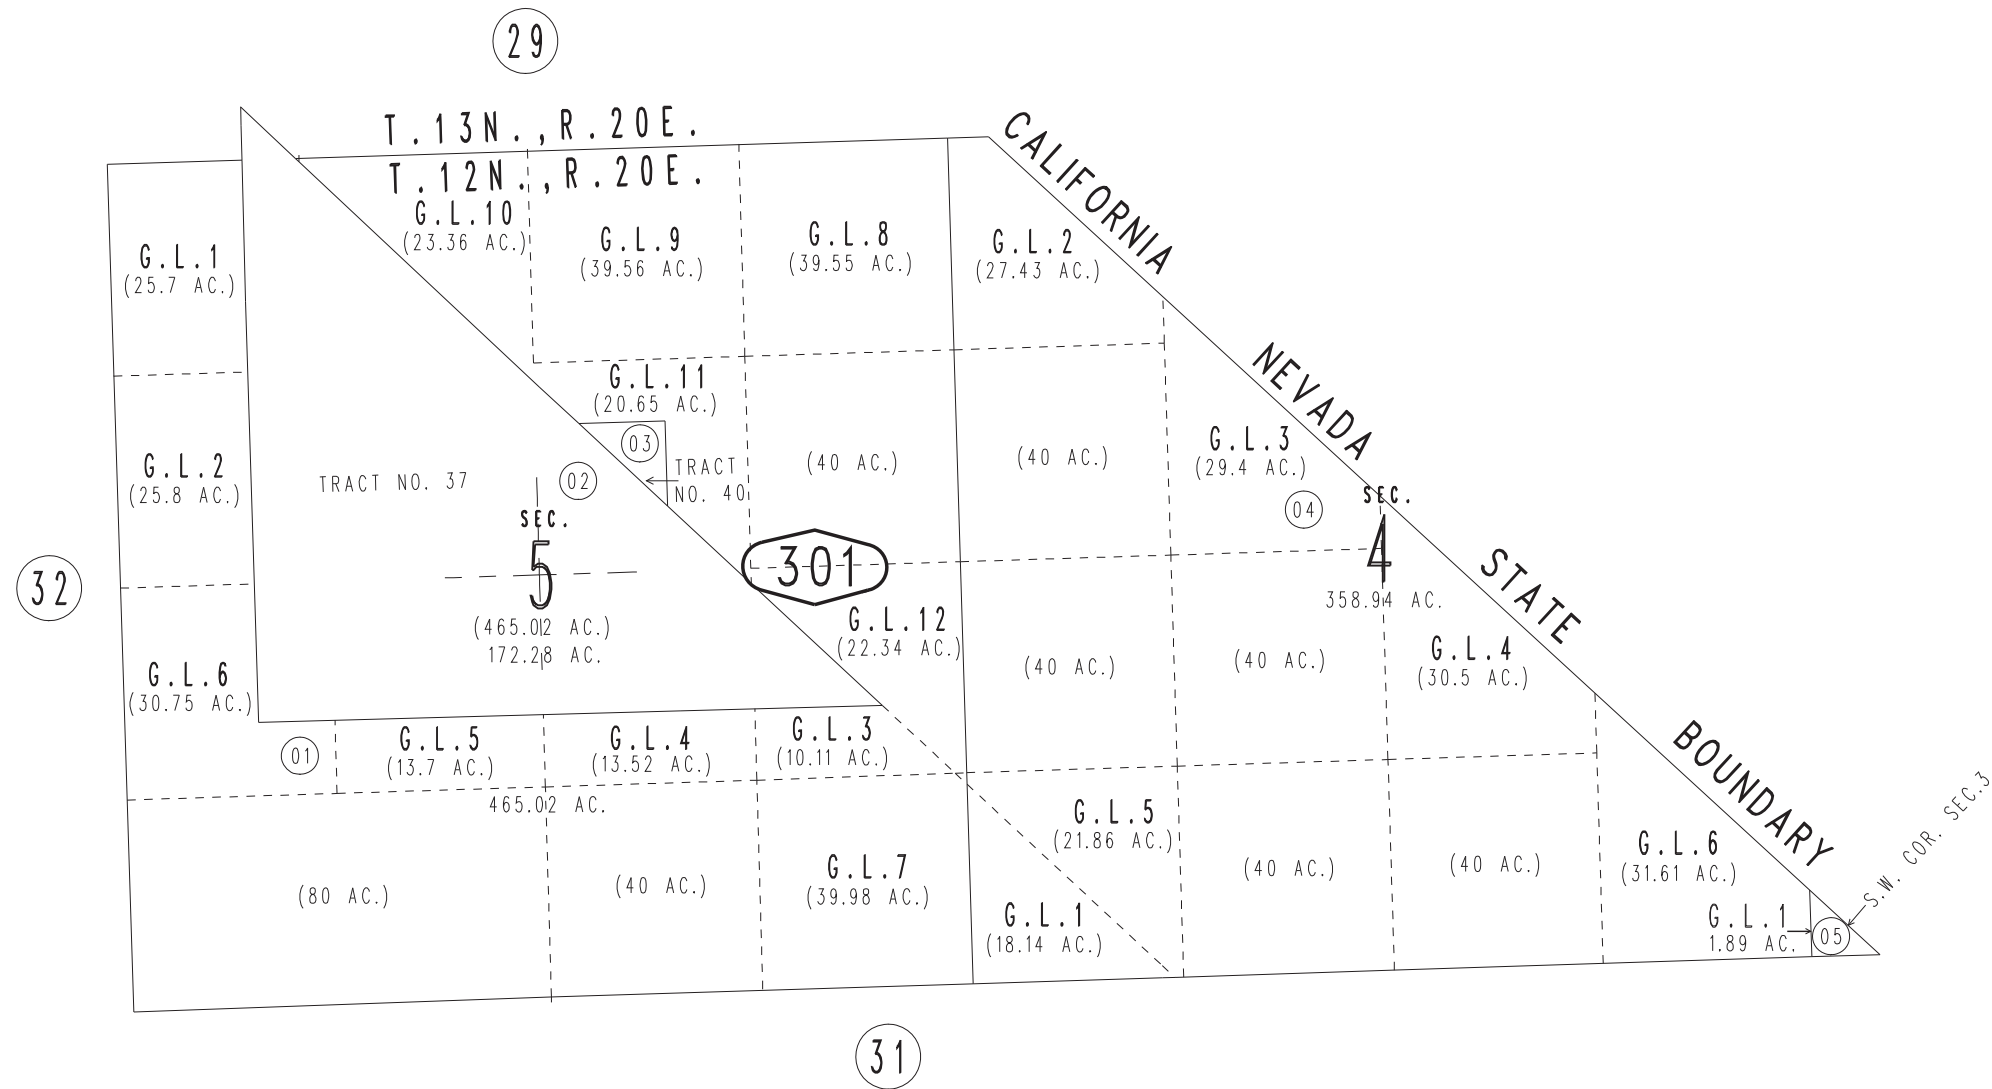 29
T.13N.,R.20E.
T.12N.,R.20E.
CALIFORNIA
NEVADA
STATE
BOUNDARY
G.L.1
(25.7 AC.)
G.L.10
(23.36 AC.)
G.L.9
(39.56 AC.)
G.L.8
(39.55 AC.)
G.L.2
(27.43 AC.)
G.L.11
(20.65 AC.)
03
TRACT
NO. 40
G.L.2
(25.8 AC.)
TRACT NO. 37
02
(40 AC.)
(40 AC.)
G.L.3
(29.4 AC.)
04
SEC.
4
358.94 AC.
SEC.
5
(465.02 AC.)
172.28 AC.
301
32
G.L.12
(22.34 AC.)
(40 AC.)
(40 AC.)
G.L.4
(30.5 AC.)
G.L.6
(30.75 AC.)
01
G.L.5
(13.7 AC.)
G.L.4
(13.52 AC.)
G.L.3
(10.11 AC.)
465.02 AC.
(80 AC.)
(40 AC.)
G.L.7
(39.98 AC.)
G.L.5
(21.86 AC.)
G.L.1
(18.14 AC.)
(40 AC.)
(40 AC.)
G.L.6
(31.61 AC.)
G.L.1
1.89 AC.
05
S.W. COR. SEC.3
31